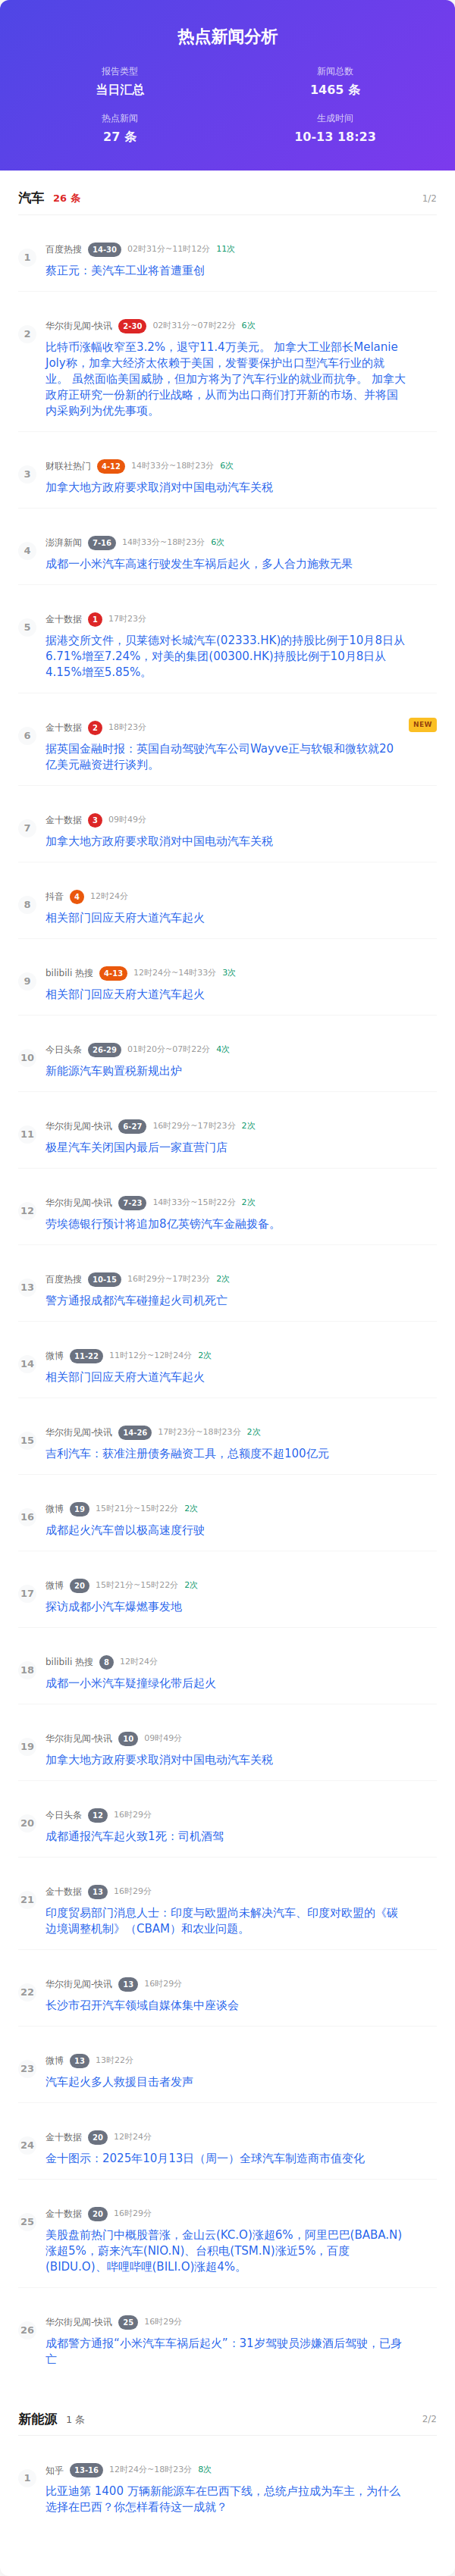 热点新闻分析
报告类型 新闻总数
当日汇总 1465 条
热点新闻 生成时间
27 条 10-13 18:23
汽车 26 条 1/2
1
百度热搜 14-30 02时31分~11时12分 11次
蔡正元：美汽车工业将首遭重创
2
华尔街见闻-快讯 2-30 02时31分~07时22分 6次
比特币涨幅收窄至3.2%，退守11.4万美元。 加拿大工业部长Melanie
Joly称，加拿大经济太依赖于美国，发誓要保护出口型汽车行业的就
业。 虽然面临美国威胁，但加方将为了汽车行业的就业而抗争。 加拿大
政府正研究一份新的行业战略，从而为出口商们打开新的市场、并将国
内采购列为优先事项。
3
财联社热门 4-12 14时33分~18时23分 6次
加拿大地方政府要求取消对中国电动汽车关税
4
澎湃新闻 7-16 14时33分~18时23分 6次
成都一小米汽车高速行驶发生车祸后起火，多人合力施救无果
5
金十数据 1 17时23分
据港交所文件，贝莱德对长城汽车(02333.HK)的持股比例于10月8日从
6.71%增至7.24%，对美的集团(00300.HK)持股比例于10月8日从
4.15%增至5.85%。
6
金十数据 2 18时23分
NEW
据英国金融时报：英国自动驾驶汽车公司Wayve正与软银和微软就20
亿美元融资进行谈判。
7
金十数据 3 09时49分
加拿大地方政府要求取消对中国电动汽车关税
8
抖音 4 12时24分
相关部门回应天府大道汽车起火
9
bilibili 热搜 4-13 12时24分~14时33分 3次
相关部门回应天府大道汽车起火
10
今日头条 26-29 01时20分~07时22分 4次
新能源汽车购置税新规出炉
11
华尔街见闻-快讯 6-27 16时29分~17时23分 2次
极星汽车关闭国内最后一家直营门店
12
华尔街见闻-快讯 7-23 14时33分~15时22分 2次
劳埃德银行预计将追加8亿英镑汽车金融拨备。
13
百度热搜 10-15 16时29分~17时23分 2次
警方通报成都汽车碰撞起火司机死亡
14
微博 11-22 11时12分~12时24分 2次
相关部门回应天府大道汽车起火
15
华尔街见闻-快讯 14-26 17时23分~18时23分 2次
吉利汽车：获准注册债务融资工具，总额度不超100亿元
16
微博 19 15时21分~15时22分 2次
成都起火汽车曾以极高速度行驶
17
微博 20 15时21分~15时22分 2次
探访成都小汽车爆燃事发地
18
bilibili 热搜 8 12时24分
成都一小米汽车疑撞绿化带后起火
19
华尔街见闻-快讯 10 09时49分
加拿大地方政府要求取消对中国电动汽车关税
20
今日头条 12 16时29分
成都通报汽车起火致1死：司机酒驾
21
金十数据 13 16时29分
印度贸易部门消息人士：印度与欧盟尚未解决汽车、印度对欧盟的《碳
边境调整机制》（CBAM）和农业问题。
22
华尔街见闻-快讯 13 16时29分
长沙市召开汽车领域自媒体集中座谈会
23
微博 13 13时22分
汽车起火多人救援目击者发声
24
金十数据 20 12时24分
金十图示：2025年10月13日（周一）全球汽车制造商市值变化
25
金十数据 20 16时29分
美股盘前热门中概股普涨，金山云(KC.O)涨超6%，阿里巴巴(BABA.N)
涨超5%，蔚来汽车(NIO.N)、台积电(TSM.N)涨近5%，百度
(BIDU.O)、哔哩哔哩(BILI.O)涨超4%。
26
华尔街见闻-快讯 25 16时29分
成都警方通报“小米汽车车祸后起火”：31岁驾驶员涉嫌酒后驾驶，已身
亡
新能源 1 条 2/2
1
知乎 13-16 12时24分~18时23分 8次
比亚迪第 1400 万辆新能源车在巴西下线，总统卢拉成为车主，为什么
选择在巴西？你怎样看待这一成就？